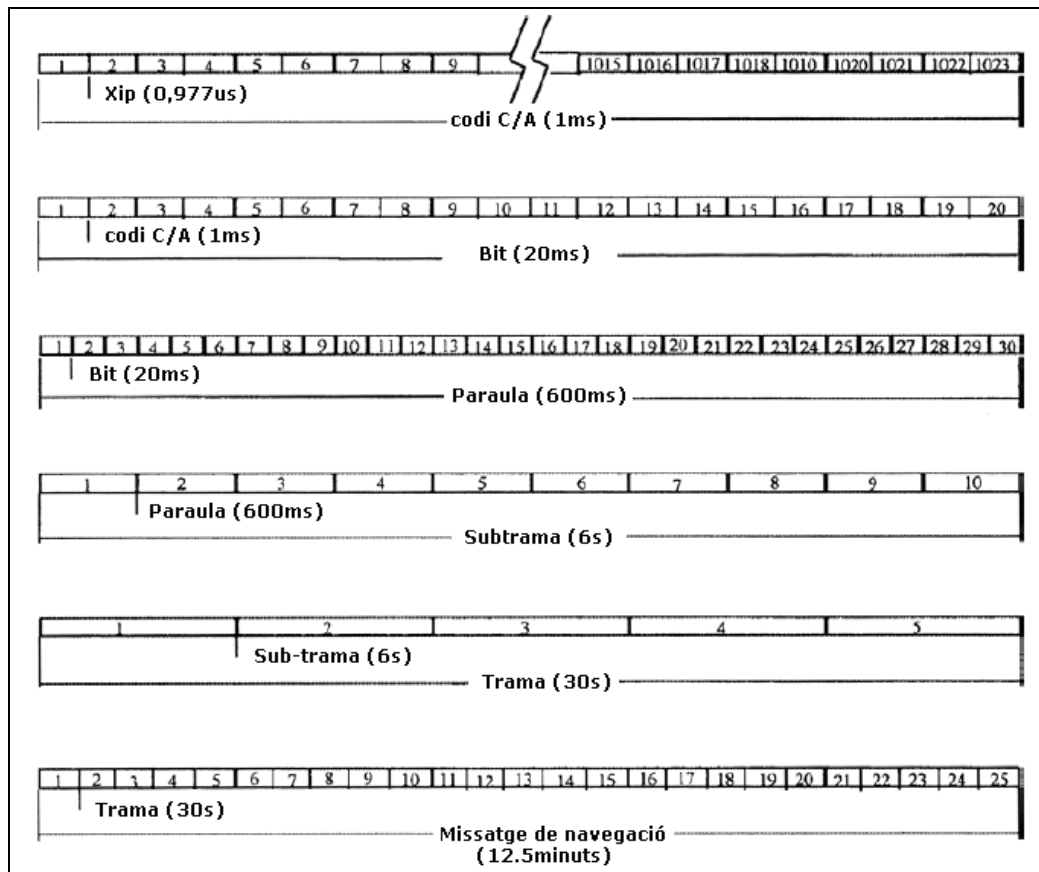 1 2 3 4 5 6 7 8 9 1015 1016 1017 1018 1010 1020 1021 1022 1023
Xip (0,977us)
codi C/A (1ms)
1 2 3 4 5 6 7 8 9 10 11 12 13 14 15 16 17 18 19 20
codi C/A (1ms)
Bit (20ms)
1 2 3 4 5 6 7 8 9 10 11 12 13 14 15 16 17 18 19 20 21 22 23 24 25 26 27 28 29 30
Bit (20ms)
Paraula (600ms)
1 2 3 4 5 6 7 8 9 10
Paraula (600ms)
Subtrama (6s)
1 2 3 4 5
Sub-trama (6s)
Trama (30s)
1 2 3 4 5 6 7 8 9 10 11 12 13 14 15 16 17 18 19 20 21 22 23 24 25
Trama (30s)
Missatge de navegació
(12.5minuts)